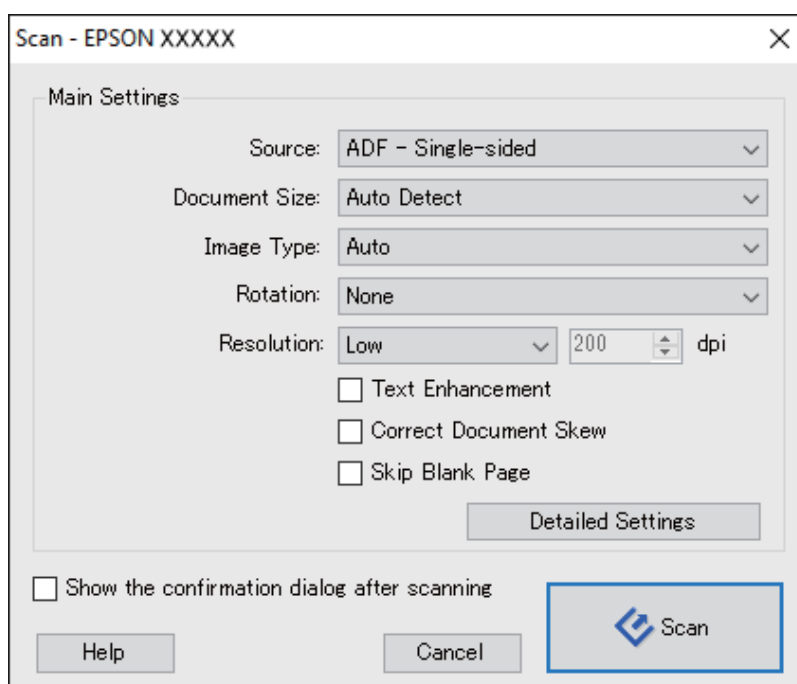 Scan - EPSON XXXXX
Main Settings
Source: ADF - Single-sided
Document Size: Auto Detect
Image Type: Auto
Rotation: None
Resolution: Low 200 dpi
Text Enhancement
Correct Document Skew
Skip Blank Page
Detailed Settings
Show the confirmation dialog after scanning
Help Cancel Scan